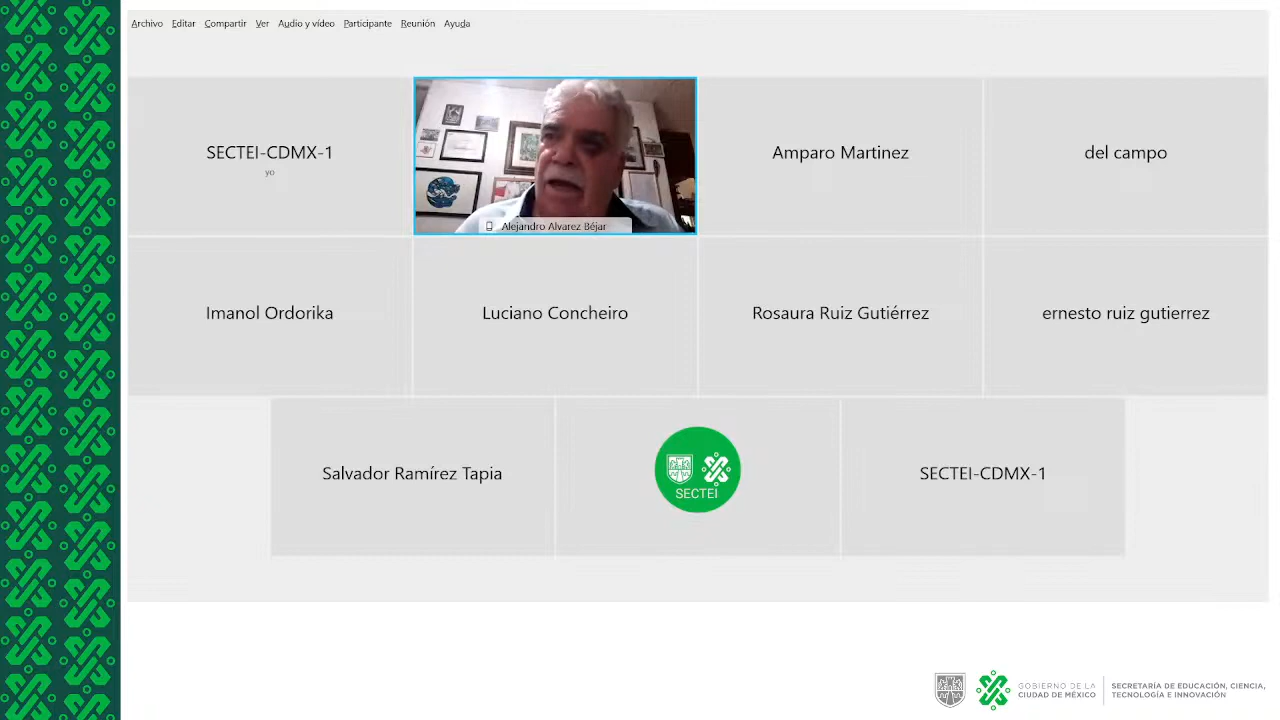 Archivo Editar Compartir Ver Audio y vídeo Participante Reunión Ayuda
SECTEI-CDMX-1
yo
Alejandro Alvarez Béjar
Amparo Martinez
del campo
Imanol Ordorika
Luciano Concheiro
Rosaura Ruiz Gutiérrez
ernesto ruiz gutierrez
Salvador Ramírez Tapia
SECTEI
SECTEI-CDMX-1
GOBIERNO DE LA
CIUDAD DE MÉXICO
SECRETARÍA DE EDUCACIÓN, CIENCIA,
TECNOLOGÍA E INNOVACIÓN